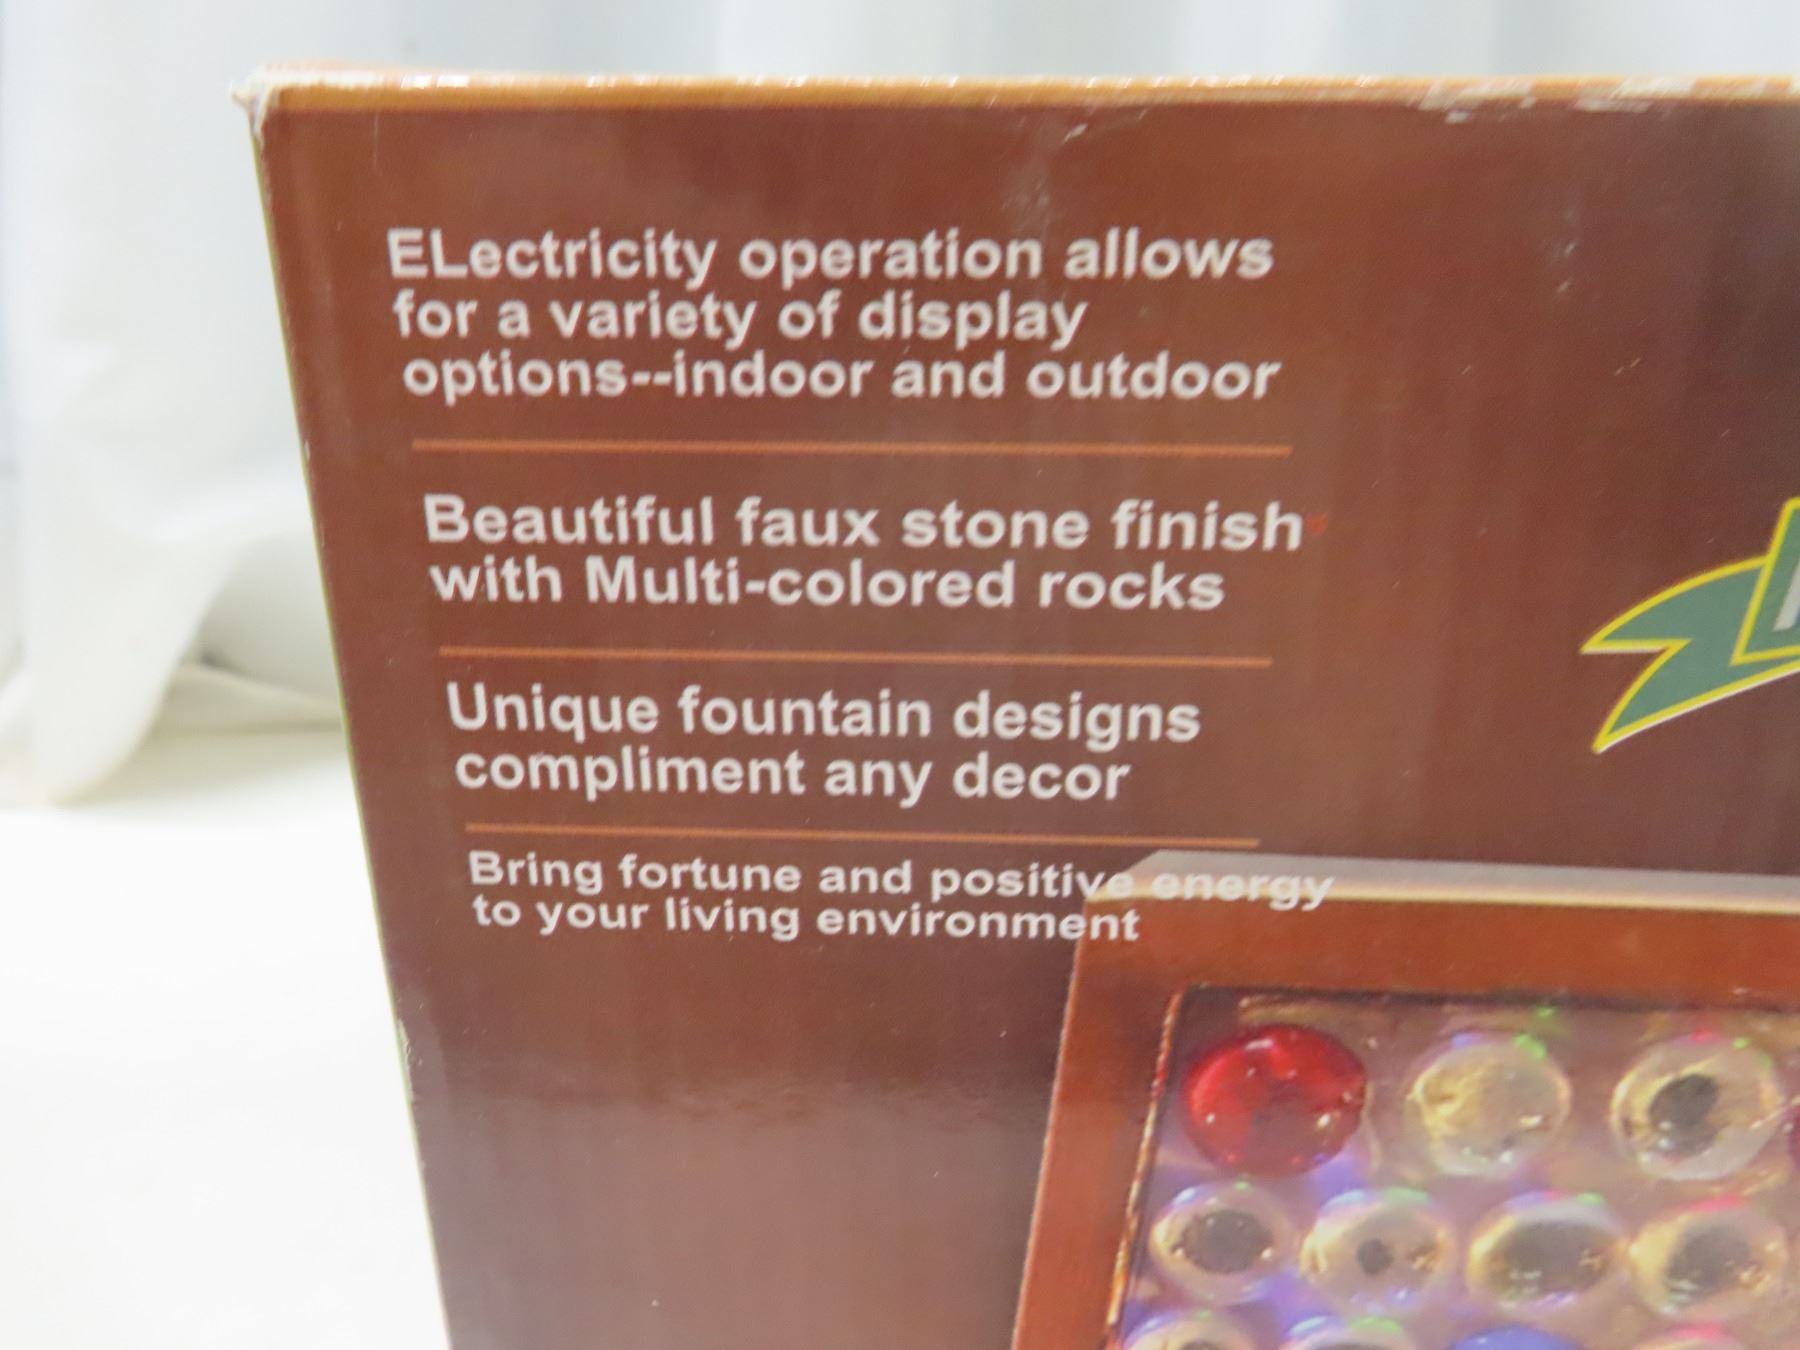 ELectricity operation allows
for a variety of display
options--indoor and outdoor
Beautiful faux stone finish
with Multi-colored rocks
Unique fountain designs
compliment any decor
Bring fortune and positive energy
to your living environment